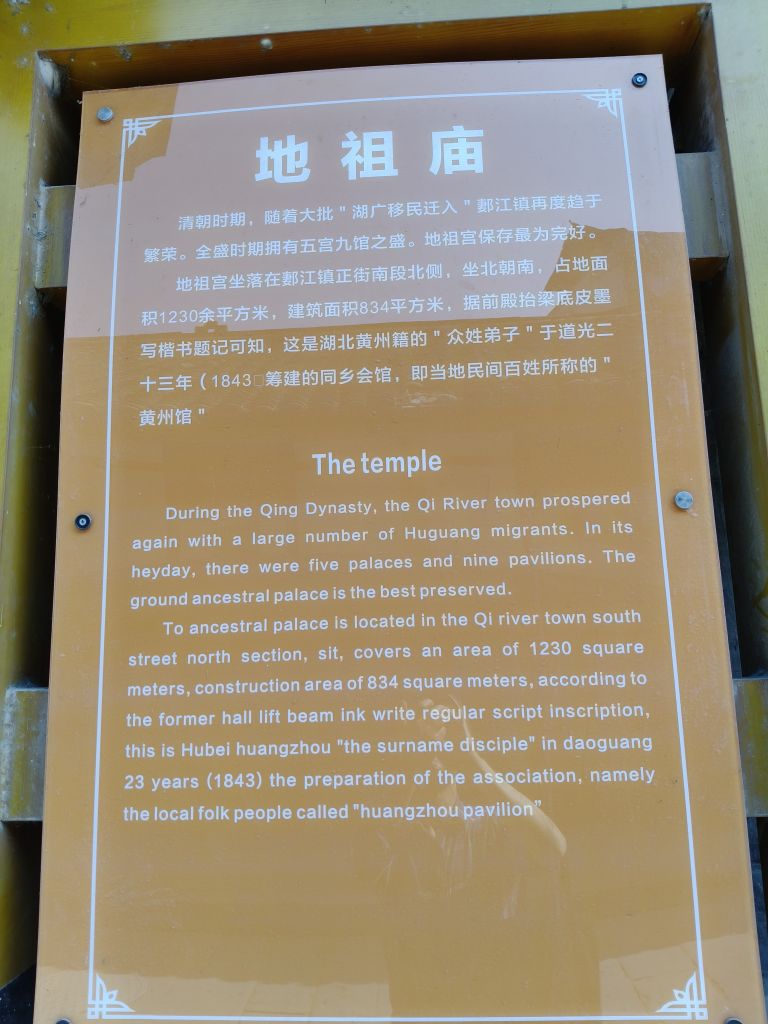 地祖庙
清朝时期，随着大批＂湖广移民迁入＂郪江镇再度趋于
繁荣。全盛时期拥有五宫九馆之盛。地祖宫保存最为完好。
地祖宫坐落在郪江镇正街南段北侧，坐北朝南，占地面
积1230余平方米，建筑面积834平方米，据前殿抬梁底皮墨
写楷书题记可知，这是湖北黄州籍的＂众姓弟子＂于道光二
十三年（1843□筹建的同乡会馆，即当地民间百姓所称的＂
黄州馆＂
The temple
During the Qing Dynasty, the Qi River town prospered
again with a large number of Huguang migrants. In its
heyday, there were five palaces and nine pavilions. The
ground ancestral palace is the best preserved.
To ancestral palace is located in the Qi river town south
street north section, sit, covers an area of 1230 square
meters, construction area of 834 square meters, according to
the former hall lift beam ink write regular script inscription,
this is Hubei huangzhou "the surname disciple" in daoguang
23 years (1843) the preparation of the association, namely
the local folk people called "huangzhou pavilion”